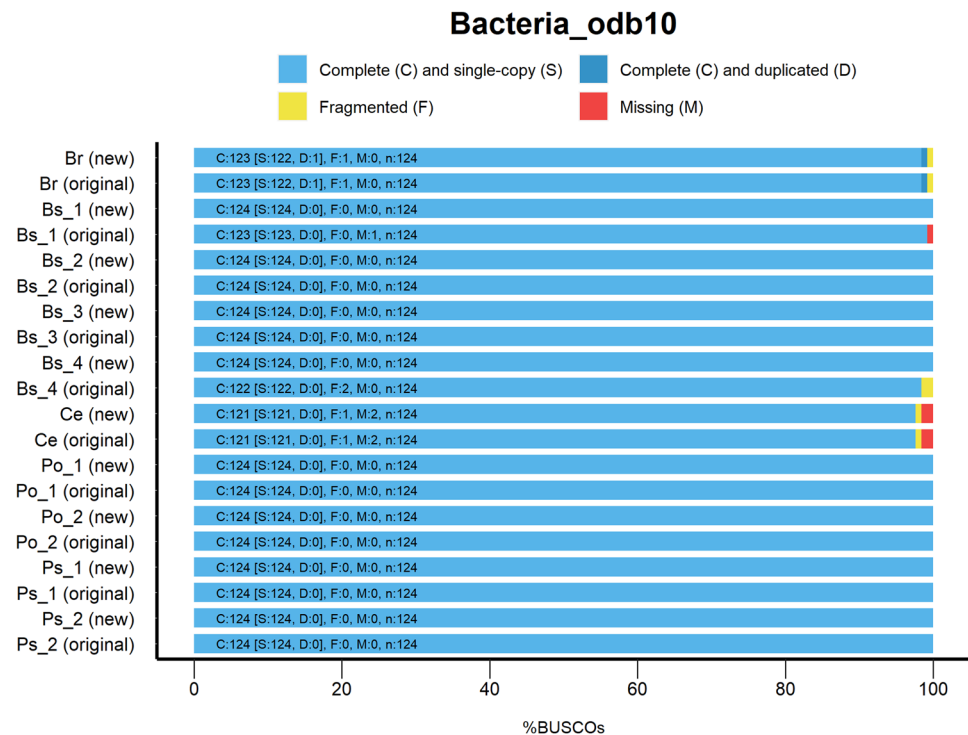 Bacteria_odb10
Complete (C) and single-copy (S) Complete (C) and duplicated (D)
Fragmented (F) Missing (M)
Br (new) C:123 [S:122, D:1], F:1, M:0, n:124
Br (original) C:123 [S:122, D:1], F:1, M:0, n:124
Bs_1 (new) C:124 [S:124, D:0], F:0, M:0, n:124
Bs_1 (original) C:123 [S:123, D:0], F:0, M:1, n:124
Bs_2 (new) C:124 [S:124, D:0], F:0, M:0, n:124
Bs_2 (original) C:124 [S:124, D:0], F:0, M:0, n:124
Bs_3 (new) C:124 [S:124, D:0], F:0, M:0, n:124
Bs_3 (original) C:124 [S:124, D:0], F:0, M:0, n:124
Bs_4 (new) C:124 [S:124, D:0], F:0, M:0, n:124
Bs_4 (original) C:122 [S:122, D:0], F:2, M:0, n:124
Ce (new) C:121 [S:121, D:0], F:1, M:2, n:124
Ce (original) C:121 [S:121, D:0], F:1, M:2, n:124
Po_1 (new) C:124 [S:124, D:0], F:0, M:0, n:124
Po_1 (original) C:124 [S:124, D:0], F:0, M:0, n:124
Po_2 (new) C:124 [S:124, D:0], F:0, M:0, n:124
Po_2 (original) C:124 [S:124, D:0], F:0, M:0, n:124
Ps_1 (new) C:124 [S:124, D:0], F:0, M:0, n:124
Ps_1 (original) C:124 [S:124, D:0], F:0, M:0, n:124
Ps_2 (new) C:124 [S:124, D:0], F:0, M:0, n:124
Ps_2 (original) C:124 [S:124, D:0], F:0, M:0, n:124
0 20 40 60 80 100
%BUSCOs